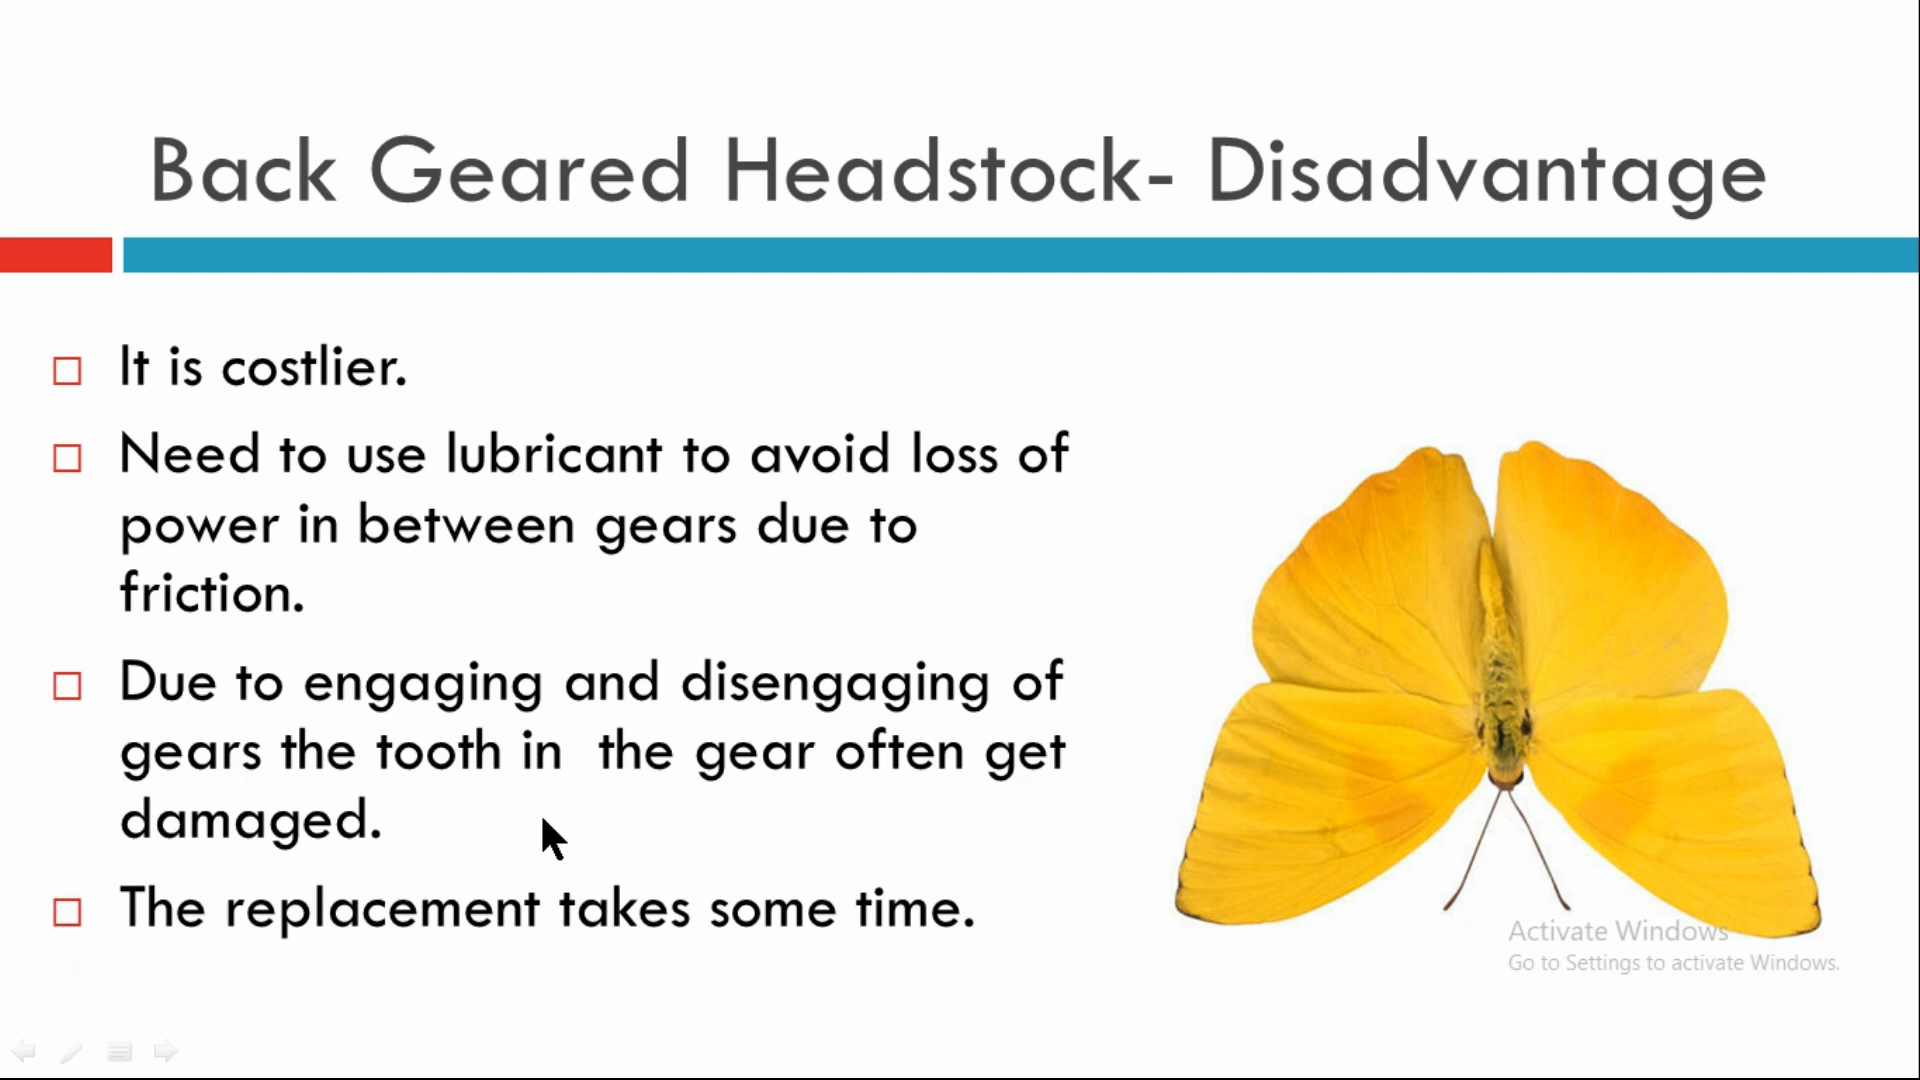 Back Geared Headstock- Disadvantage
It is costlier.
Need to use lubricant to avoid loss of
power in between gears due to
friction.
Due to engaging and disengaging of
gears the tooth in  the gear often get
damaged.
The replacement takes some time.
Activate Windows
Go to Settings to activate Windows.